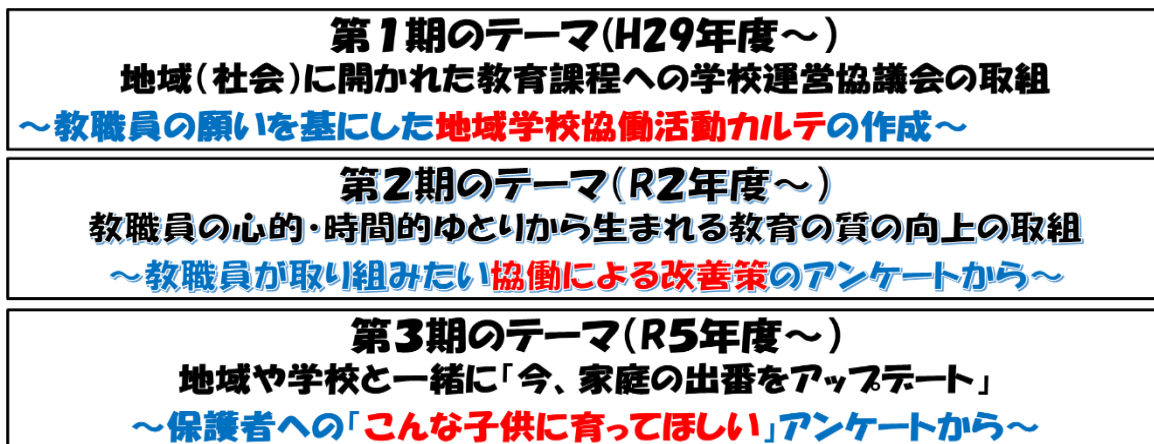 第1期のテーマ(H29年度～)
地域(社会)に開かれた教育課程への学校運営協議会の取組
～教職員の願いを基にした地域学校協働活動カルテの作成～
第2期のテーマ(R2年度～)
教職員の心的・時間的ゆとりから生まれる教育の質の向上の取組
～教職員が取り組みたい協働による改善策のアンケートから～
第3期のテーマ(R5年度～)
地域や学校と一緒に「今、家庭の出番をアップデート」
～保護者への「こんな子供に育ってほしい」アンケートから～